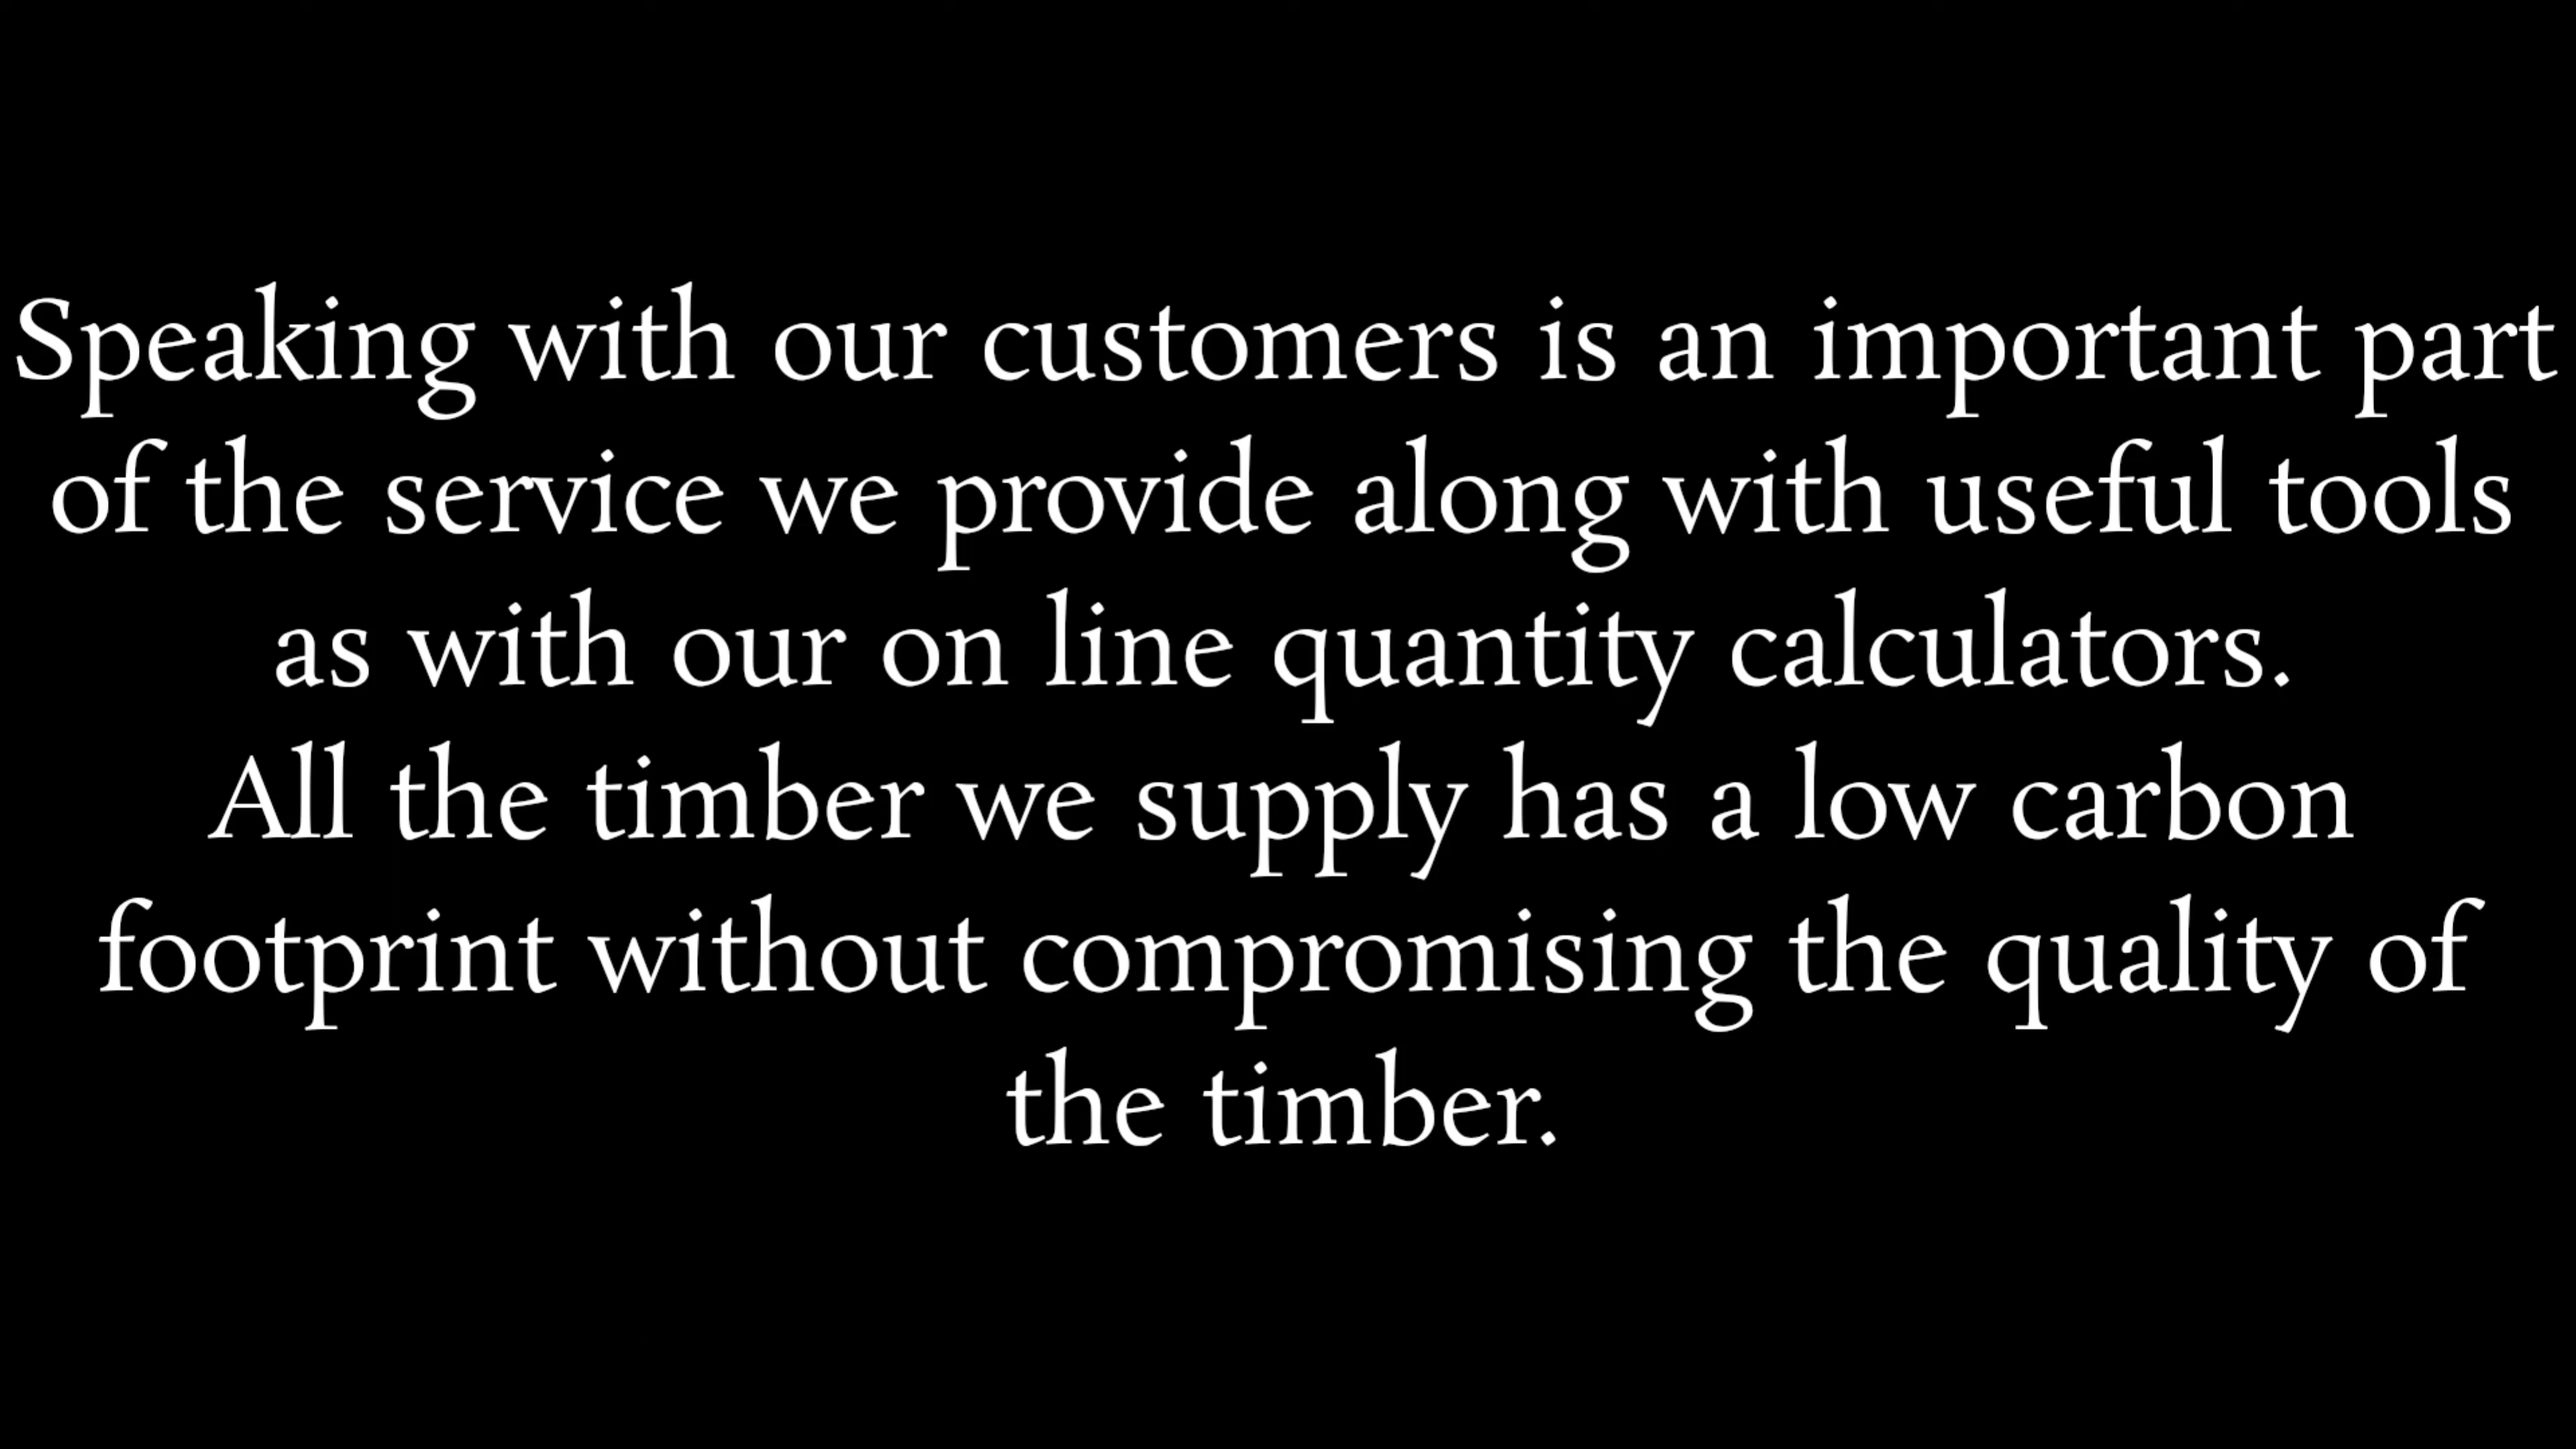 Speaking with our customers is an important part
of the service we provide along with useful tools
as with our on line quantity calculators.
All the timber we supply has a low carbon
footprint without compromising the quality of
the timber.